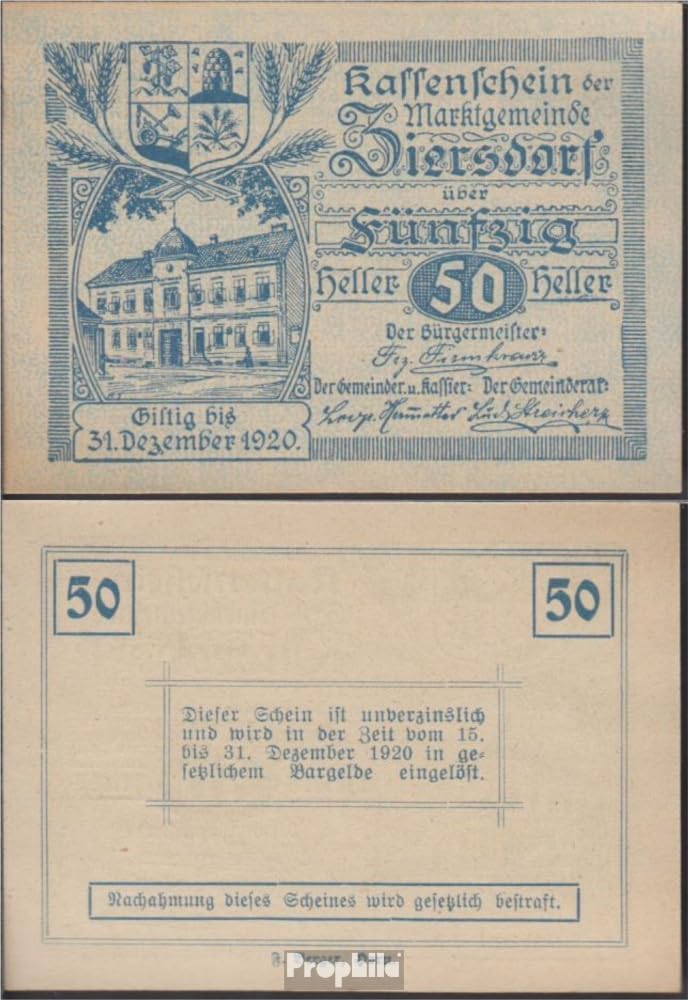 Kassenschein der
Marktgemeinde
Ziersdorf
über
Fünfzig
Heller 50 Heller
Der Bürgermeister:
Der Gemeinder. u. Kassier: Der Gemeinderat:
Giltig bis
31. Dezember 1920.
50 50
Dieser Schein ist unverzinslich
und wird in der Zeit vom 15.
bis 31. Dezember 1920 in ge-
setzlichem Bargelde eingelöst.
Nachahmung dieses Scheines wird gesetzlich bestraft.
Prophila